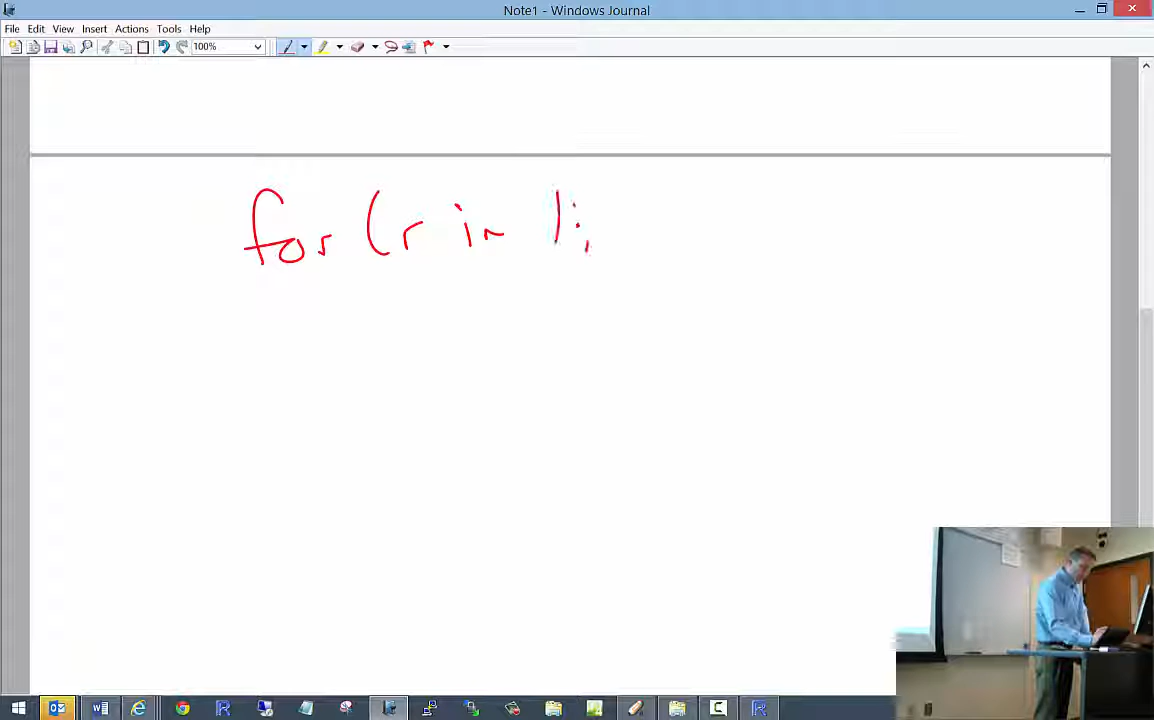 Note1 - Windows Journal
File Edit View Insert Actions Tools Help
100%
for (r in 1: